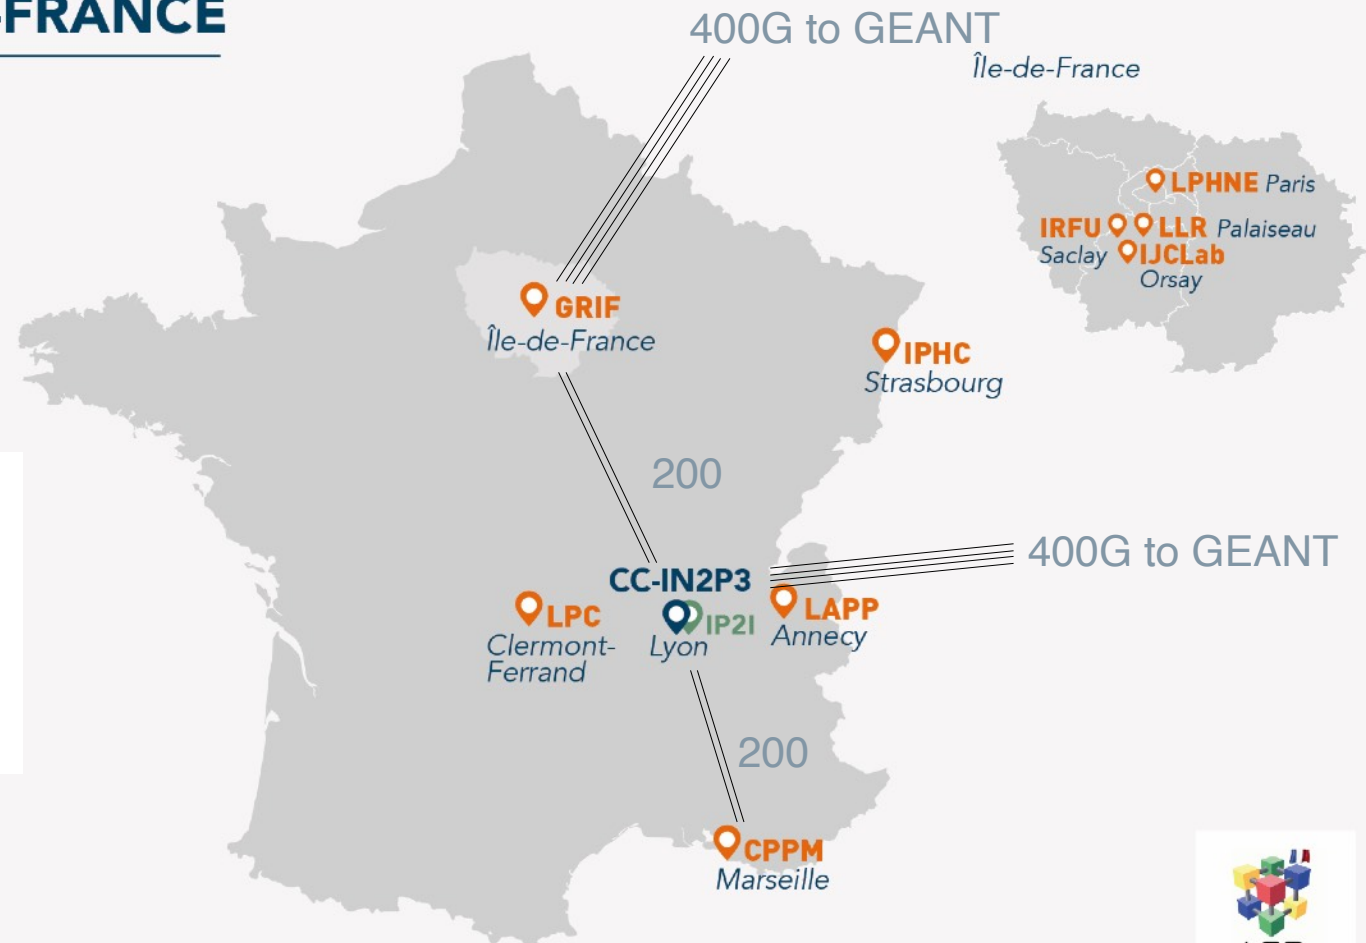 -FRANCE
400G to GEANT
Île-de-France
LPHNE Paris
IRFU LLR Palaiseau
Saclay IJCLab
Orsay
GRIF
Île-de-France
IPHC
Strasbourg
200
400G to GEANT
CC-IN2P3
LPC
IP2I
LAPP
Clermont-
Ferrand
Lyon
Annecy
200
CPPM
Marseille